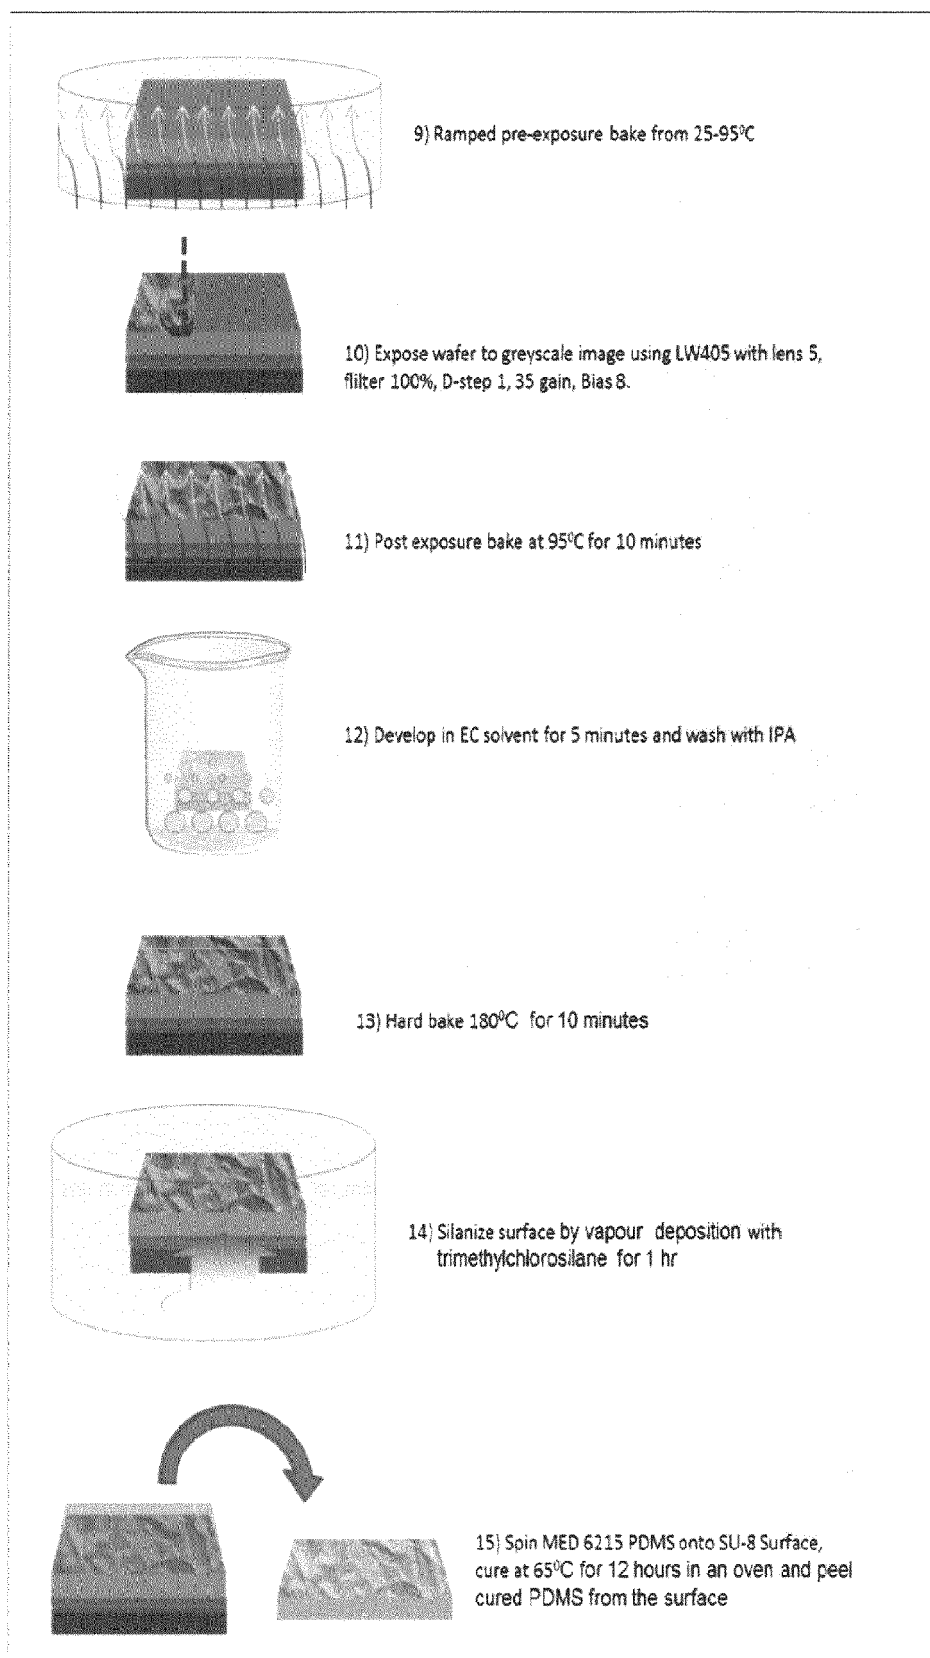 9) Ramped pre-exposure bake from 25-95⁰C
10) Expose wafer to greyscale image using LW405 with lens 5,
flilter 100%, D-step 1, 35 gain, Bias 8.
11) Post exposure bake at 95⁰C for 10 minutes
12) Develop in EC solvent for 5 minutes and wash with IPA
13) Hard bake 180⁰C for 10 minutes
14) Silanize surface by vapour deposition with
trimethylchlorosilane for 1 hr
15) Spin MED 6215 PDMS onto SU-8 Surface,
cure at 65⁰C for 12 hours in an oven and peel
cured PDMS from the surface